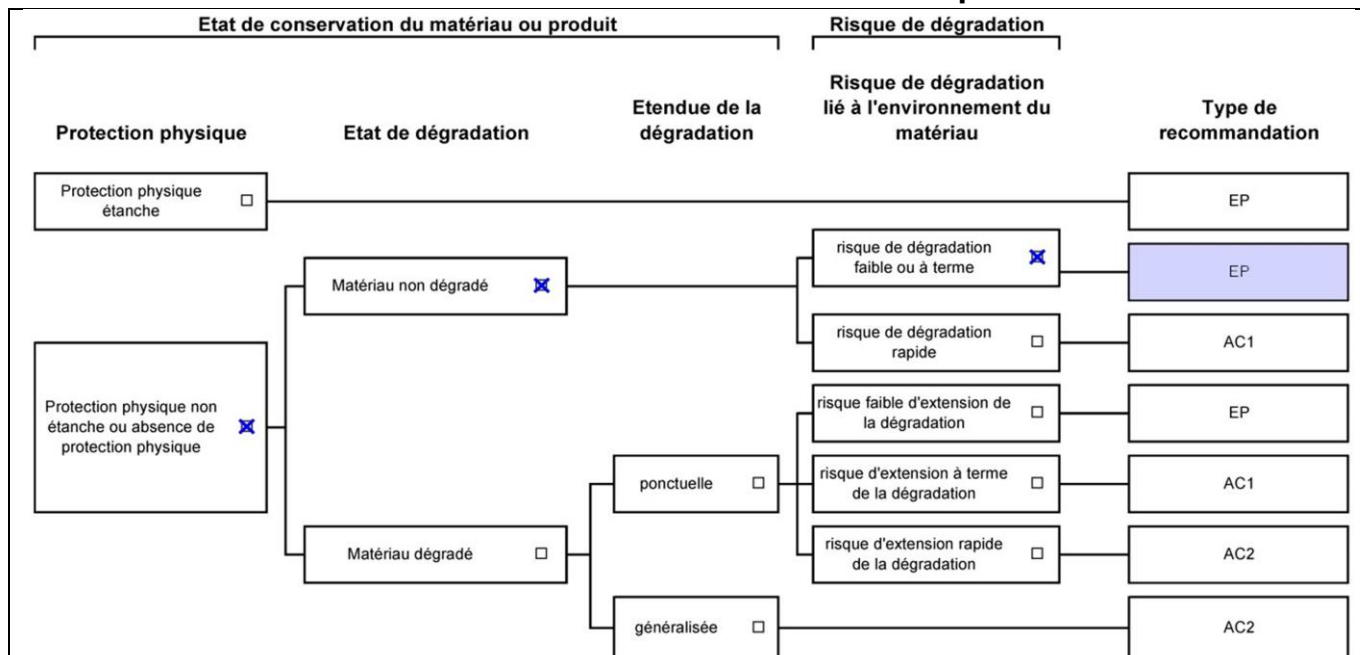 Etat de conservation du matériau ou produit
Risque de dégradation
Protection physique
Etat de dégradation
Etendue de la
dégradation
Risque de dégradation
lié à l'environnement du
matériau
Type de
recommandation
Protection physique
étanche
EP
risque de dégradation
faible ou à terme
EP
Matériau non dégradé
risque de dégradation
rapide
AC1
Protection physique non
étanche ou absence de
protection physique
risque faible d'extension de
la dégradation
EP
ponctuelle
risque d'extension à terme
de la dégradation
AC1
Matériau dégradé
risque d'extension rapide
de la dégradation
AC2
généralisée
AC2